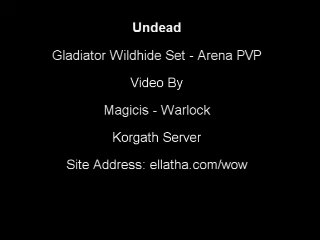 Undead
Gladiator Wildhide Set - Arena PVP
Video By
Magicis - Warlock
Korgath Server
Site Address: ellatha.com/wow